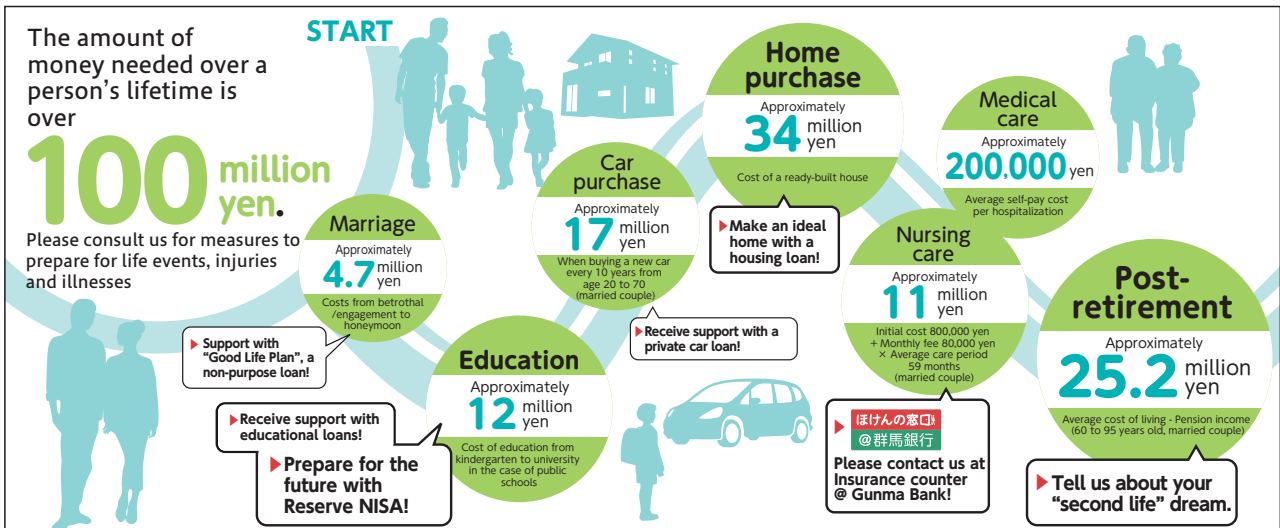 The amount of
money needed over a
person's lifetime is
over
100 million
yen.
Please consult us for measures to
prepare for life events, injuries
and illnesses
START
Marriage
Approximately
4.7 million
yen
Costs from betrothal
/engagement to
honeymoon
Support with
"Good Life Plan", a
non-purpose loan!
Education
Approximately
12 million
yen
Cost of education from
kindergarten to university
in the case of public
schools
Receive support with
educational loans!
Prepare for the
future with
Reserve NISA!
Car
purchase
Approximately
17 million
yen
When buying a new car
every 10 years from
age 20 to 70
(married couple)
Receive support with a
private car loan!
Home
purchase
Approximately
34 million
yen
Cost of a ready-built house
Make an ideal
home with a
housing loan!
Medical
care
Approximately
200,000 yen
Average self-pay cost
per hospitalization
Nursing
care
Approximately
11 million
yen
Initial cost 800,000 yen
+ Monthly fee 80,000 yen
× Average care period
59 months
(married couple)
ほけんの窓口
@群馬銀行
Please contact us at
Insurance counter
@ Gunma Bank!
Post-
retirement
Approximately
25.2 million
yen
Average cost of living - Pension income
(60 to 95 years old, married couple)
Tell us about your
"second life" dream.